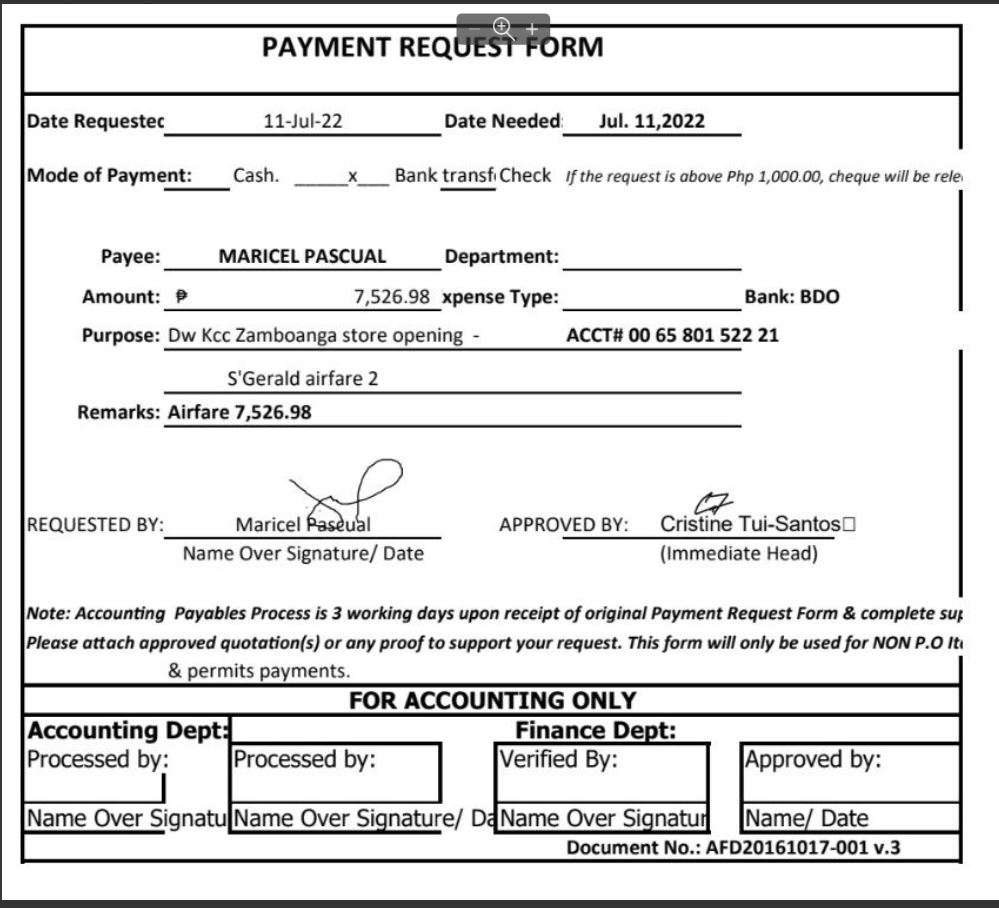 PAYMENT REQUEST FORM
Date Requestec 11-Jul-22 Date Needed: Jul. 11,2022
Mode of Payment: Cash. _____x___ Bank transf Check If the request is above Php 1,000.00, cheque will be rele
Payee: MARICEL PASCUAL Department:
Amount: ₱ 7,526.98 xpense Type: Bank: BDO
Purpose: Dw Kcc Zamboanga store opening - ACCT# 00 65 801 522 21
S'Gerald airfare 2
Remarks: Airfare 7,526.98
REQUESTED BY: Maricel Pascual APPROVED BY: Cristine Tui-Santos□
Name Over Signature/ Date (Immediate Head)
Note: Accounting Payables Process is 3 working days upon receipt of original Payment Request Form & complete sup
Please attach approved quotation(s) or any proof to support your request. This form will only be used for NON P.O Ite
& permits payments.
FOR ACCOUNTING ONLY
Accounting Dept: Finance Dept:
Processed by: Processed by: Verified By: Approved by:
Name Over Signatu Name Over Signature/ Da Name Over Signatur Name/ Date
Document No.: AFD20161017-001 v.3